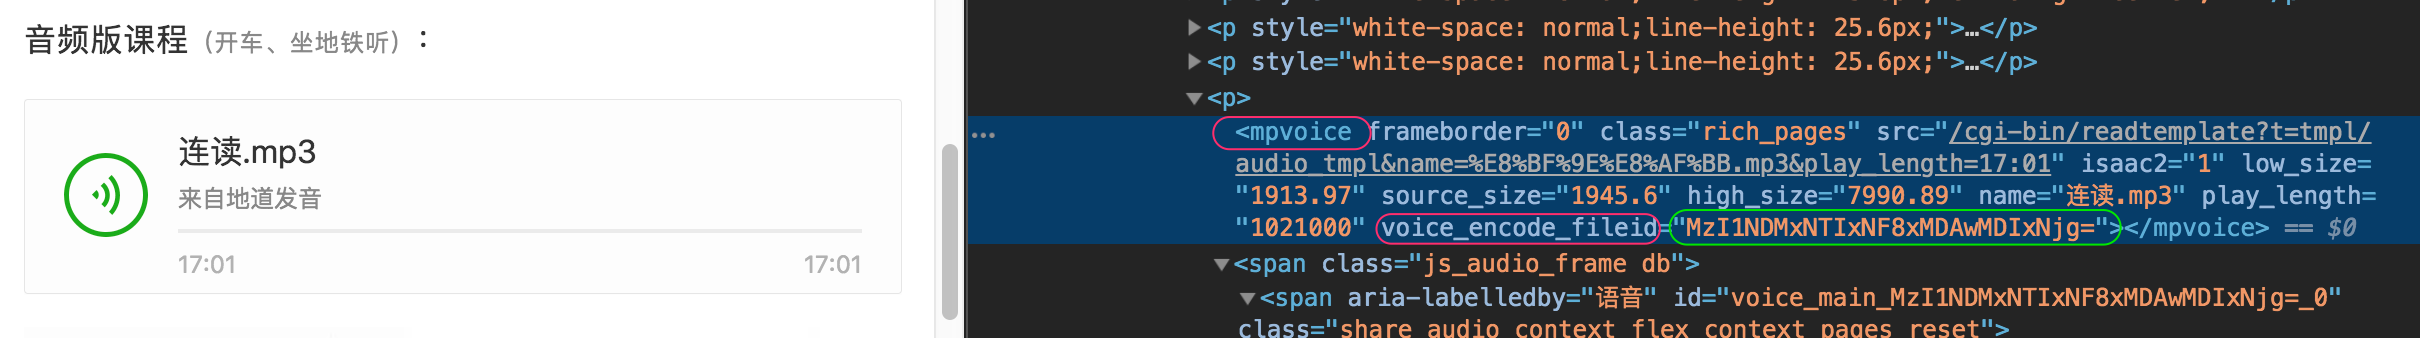 音频版课程（开车、坐地铁听）：
连读.mp3
来自地道发音
17:01 17:01
▶<p style="white-space: normal;line-height: 25.6px;">…</p>
▶<p style="white-space: normal;line-height: 25.6px;">…</p>
▼<p>
<mpvoice frameborder="0" class="rich_pages" src="/cgi-bin/readtemplate?t=tmpl/
audio_tmpl&name=%E8%BF%9E%E8%AF%BB.mp3&play_length=17:01" isaac2="1" low_size=
"1913.97" source_size="1945.6" high_size="7990.89" name="连读.mp3" play_length=
"1021000" voice_encode_fileid="MzI1NDMxNTIxNF8xMDAwMDIxNjg="></mpvoice> == $0
▼<span class="js_audio_frame db">
▼<span aria-labelledby="语音" id="voice_main_MzI1NDMxNTIxNF8xMDAwMDIxNjg=_0"
class="share_audio_context flex_context pages_reset">